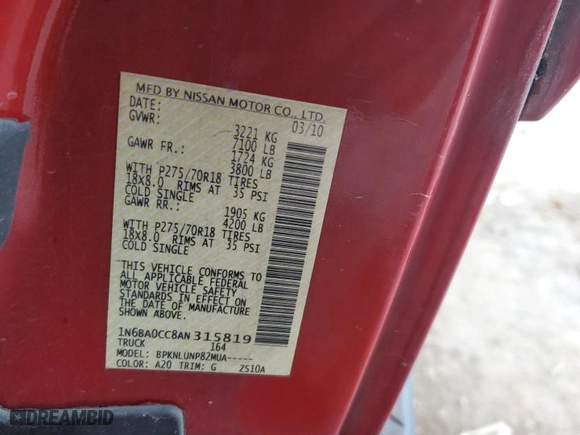 MFD BY NISSAN MOTOR CO., LTD.
DATE: 03/10
GVWR: 3221 KG
7100 LB
GAWR FR.: 1724 KG
3800 LB
WITH P275/70R18 TIRES
18X8.0 RIMS AT 35 PSI
COLD SINGLE
GAWR RR.: 1905 KG
4200 LB
WITH P275/70R18 TIRES
18X8.0 RIMS AT 35 PSI
COLD SINGLE
THIS VEHICLE CONFORMS TO
ALL APPLICABLE FEDERAL
MOTOR VEHICLE SAFETY
STANDARDS IN EFFECT ON
THE DATE OF MANUFACTURE
SHOWN ABOVE.
1N6BA0CC8AN315819
TRUCK 164
MODEL: BPKNLUNP82MUA-----
COLOR: A20 TRIM: G ZS10A
DREAMBID